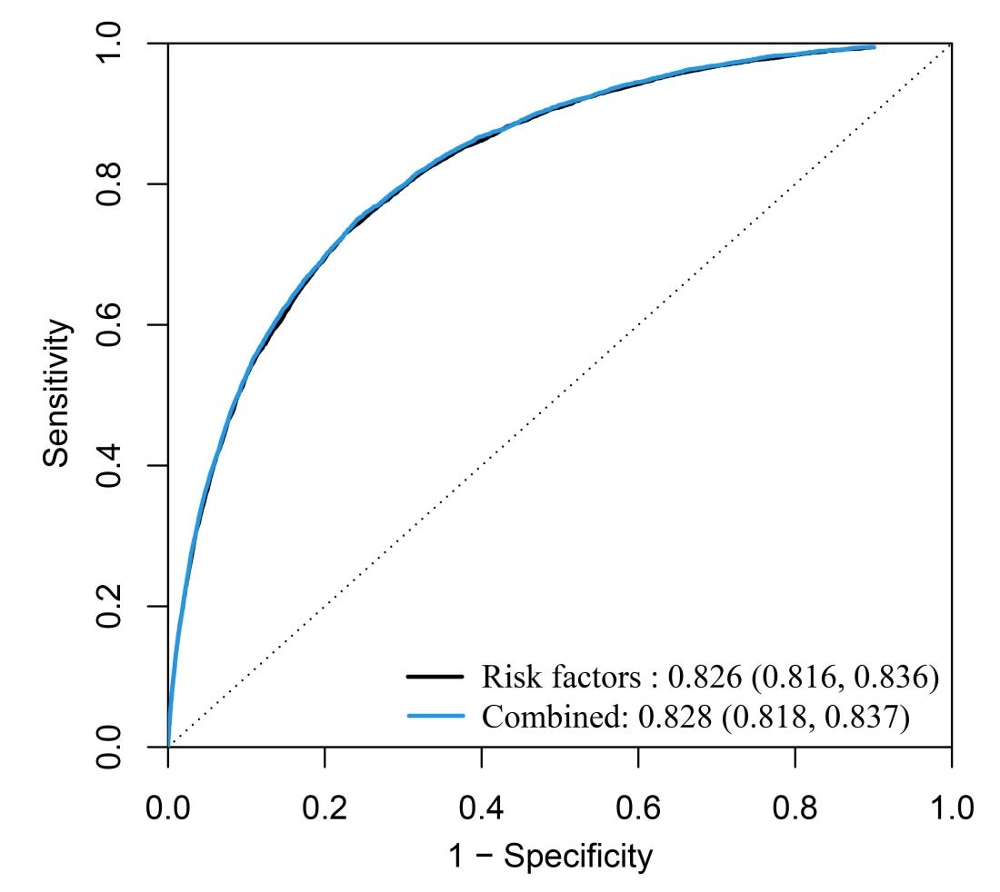 1.0
0.8
0.6
0.4
0.2
0.0
Sensitivity
Risk factors : 0.826 (0.816, 0.836)
Combined: 0.828 (0.818, 0.837)
0.0 0.2 0.4 0.6 0.8 1.0
1 − Specificity